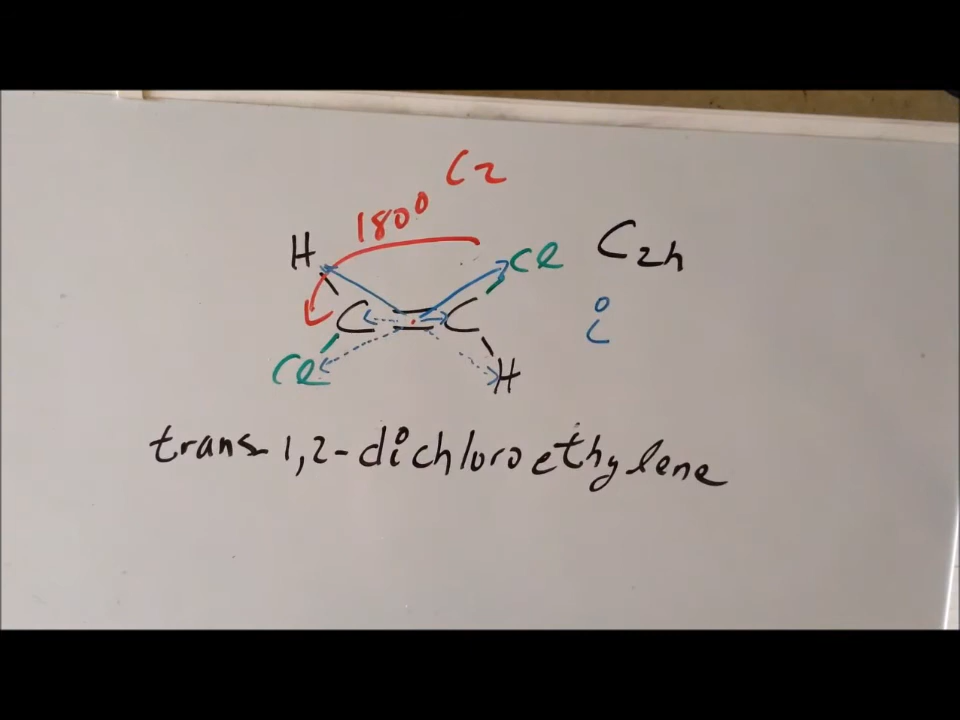 C2
180°
H Cl C2h
C = C i
Cl H
trans-1,2-dichloroethylene